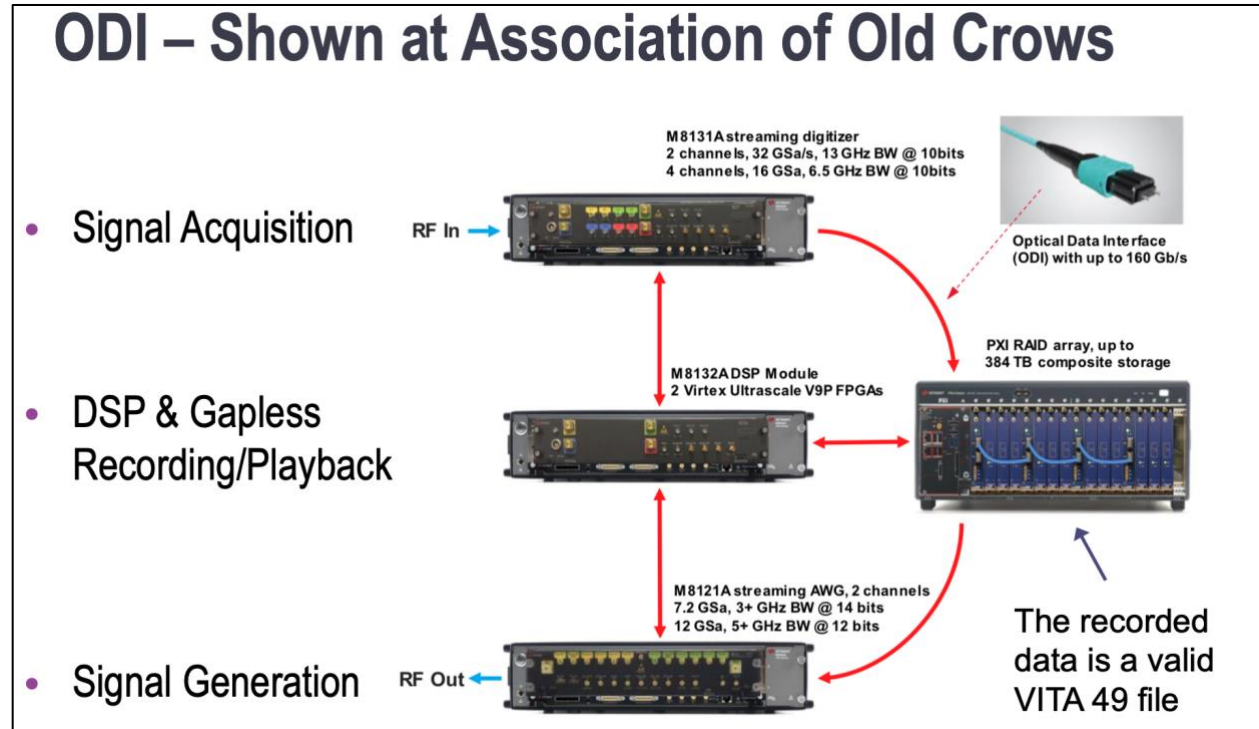 ODI – Shown at Association of Old Crows
M8131A streaming digitizer
2 channels, 32 GSa/s, 13 GHz BW @ 10bits
4 channels, 16 GSa, 6.5 GHz BW @ 10bits
• Signal Acquisition
RF In
Optical Data Interface
(ODI) with up to 160 Gb/s
PXI RAID array, up to
384 TB composite storage
M8132A DSP Module
2 Virtex Ultrascale V9P FPGAs
• DSP & Gapless
Recording/Playback
M8121A streaming AWG, 2 channels
7.2 GSa, 3+ GHz BW @ 14 bits
12 GSa, 5+ GHz BW @ 12 bits
• Signal Generation
RF Out
The recorded
data is a valid
VITA 49 file